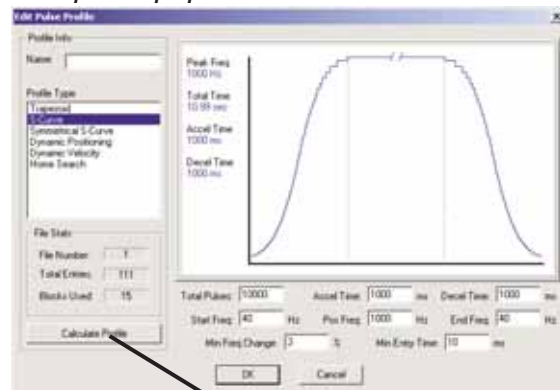 Edit Pulse Profile
Profile Info
Name
Profile Type
Trapezoid
S-Curve
Symmetrical S-Curve
Dynamic Positioning
Dynamic Velocity
Home Search
File Stats
File Number: 1
Total Entries: 111
Blocks Used: 15
Calculate Profile
Peak Freq
1000 Hz
Total Time
10.99 sec
Accel Time
1000 ms
Decel Time
1000 ms
Total Pulses: 10000 Accel Time: 1000 ms Decel Time: 1000 ms
Start Freq: 40 Hz Pos Freq: 1000 Hz End Freq: 40 Hz
Min Freq Change: 3 % Min Entry Time: 10 ms
OK Cancel